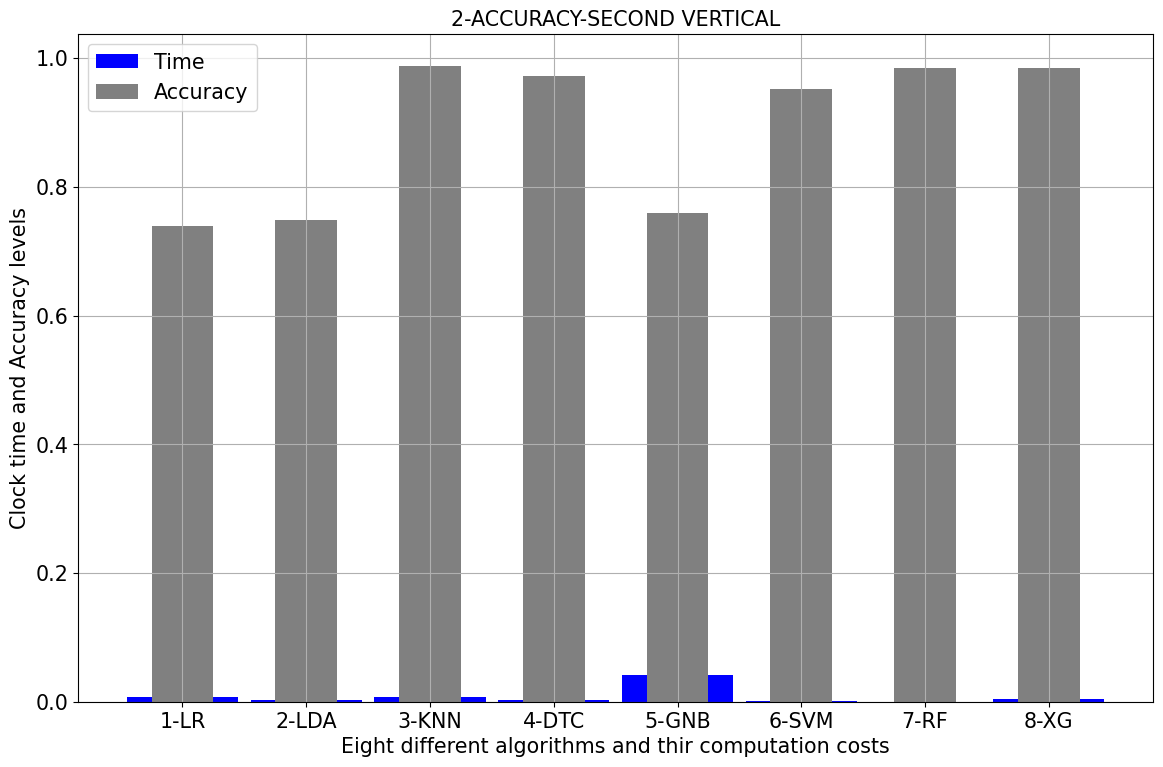 2-ACCURACY-SECOND VERTICAL
Time
Accuracy
Clock time and Accuracy levels
1.0
0.8
0.6
0.4
0.2
0.0
1-LR 2-LDA 3-KNN 4-DTC 5-GNB 6-SVM 7-RF 8-XG
Eight different algorithms and thir computation costs